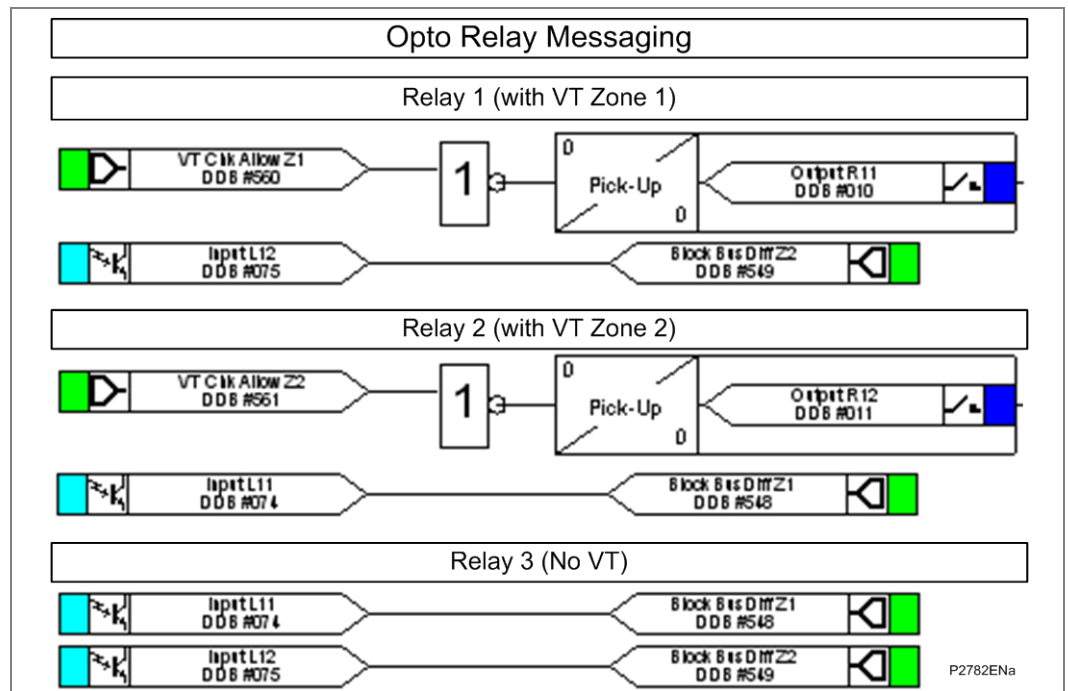 Opto Relay Messaging
Relay 1 (with VT Zone 1)
VT Chk Allow Z1
DDB #560
1
0
Pick-Up
0
Output R11
DDB #010
Input L12
DDB #075
Block Bus Diff Z2
DDB #549
Relay 2 (with VT Zone 2)
VT Chk Allow Z2
DDB #561
1
0
Pick-Up
0
Output R12
DDB #011
Input L11
DDB #074
Block Bus Diff Z1
DDB #548
Relay 3 (No VT)
Input L11
DDB #074
Block Bus Diff Z1
DDB #548
Input L12
DDB #075
Block Bus Diff Z2
DDB #549
P2782ENa